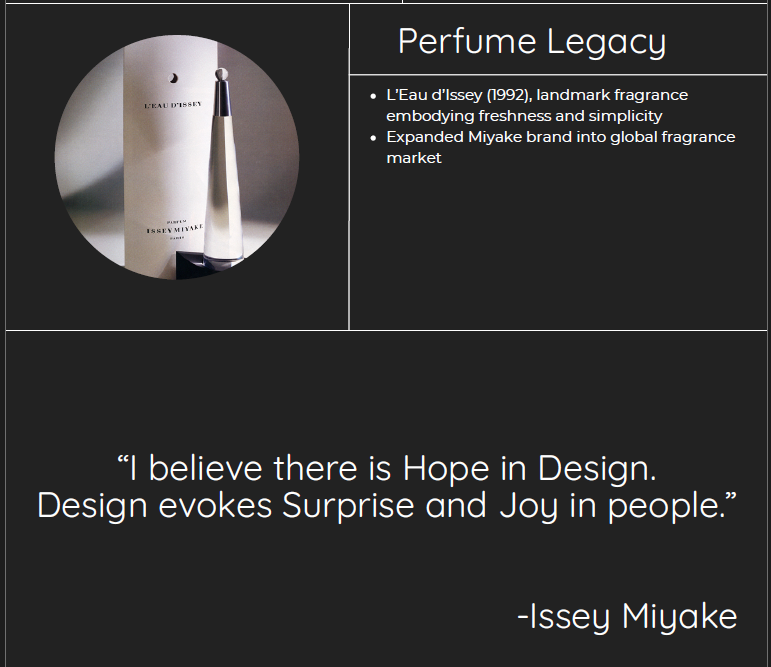 L'EAU D'ISSEY
PARFUM
ISSEY MIYAKE
PARIS
Perfume Legacy
• L'Eau d'Issey (1992), landmark fragrance
embodying freshness and simplicity
• Expanded Miyake brand into global fragrance
market
“I believe there is Hope in Design.
Design evokes Surprise and Joy in people.”
-Issey Miyake